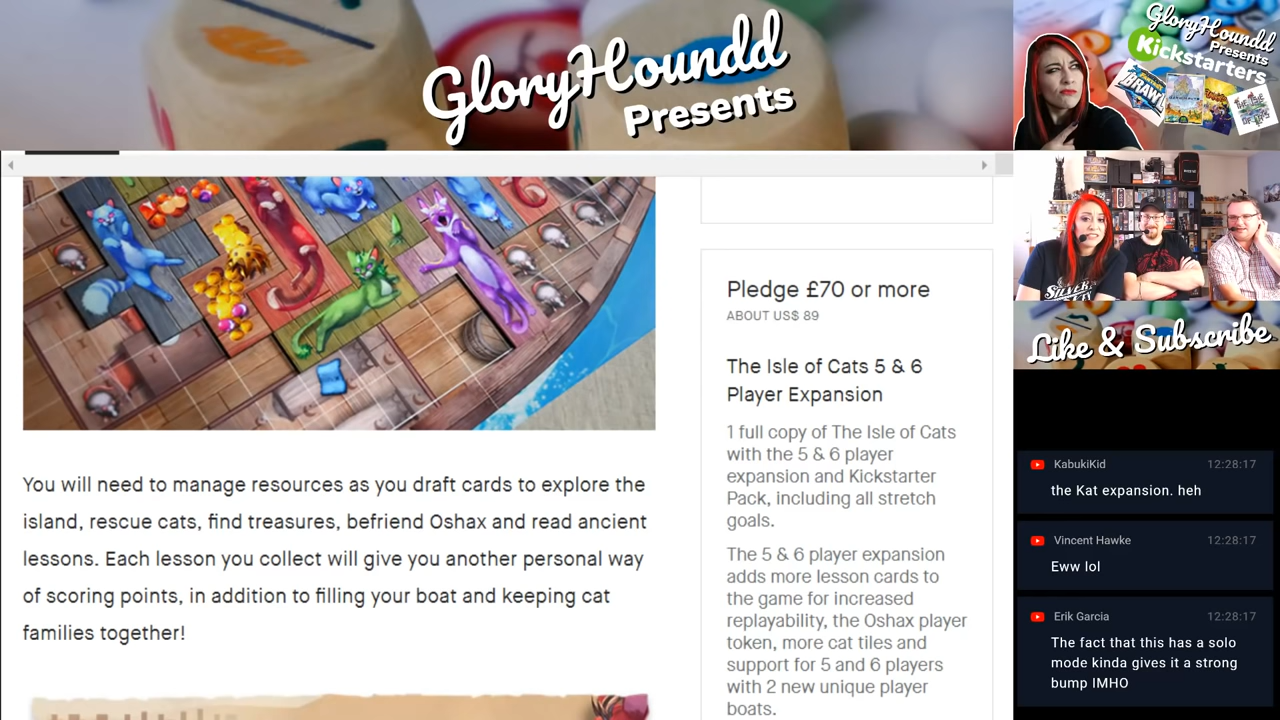 GloryHoundd
Presents
GloryHoundd
Presents
Kickstarters
BRAWL
You will need to manage resources as you draft cards to explore the
island, rescue cats, find treasures, befriend Oshax and read ancient
lessons. Each lesson you collect will give you another personal way
of scoring points, in addition to filling your boat and keeping cat
families together!
Pledge £70 or more
ABOUT US$ 89
The Isle of Cats 5 & 6
Player Expansion
1 full copy of The Isle of Cats
with the 5 & 6 player
expansion and Kickstarter
Pack, including all stretch
goals.
The 5 & 6 player expansion
adds more lesson cards to
the game for increased
replayability, the Oshax player
token, more cat tiles and
support for 5 and 6 players
with 2 new unique player
boats.
Like & Subscribe
KabukiKid 12:28:17
the Kat expansion. heh
Vincent Hawke 12:28:17
Eww lol
Erik Garcia 12:28:17
The fact that this has a solo
mode kinda gives it a strong
bump IMHO